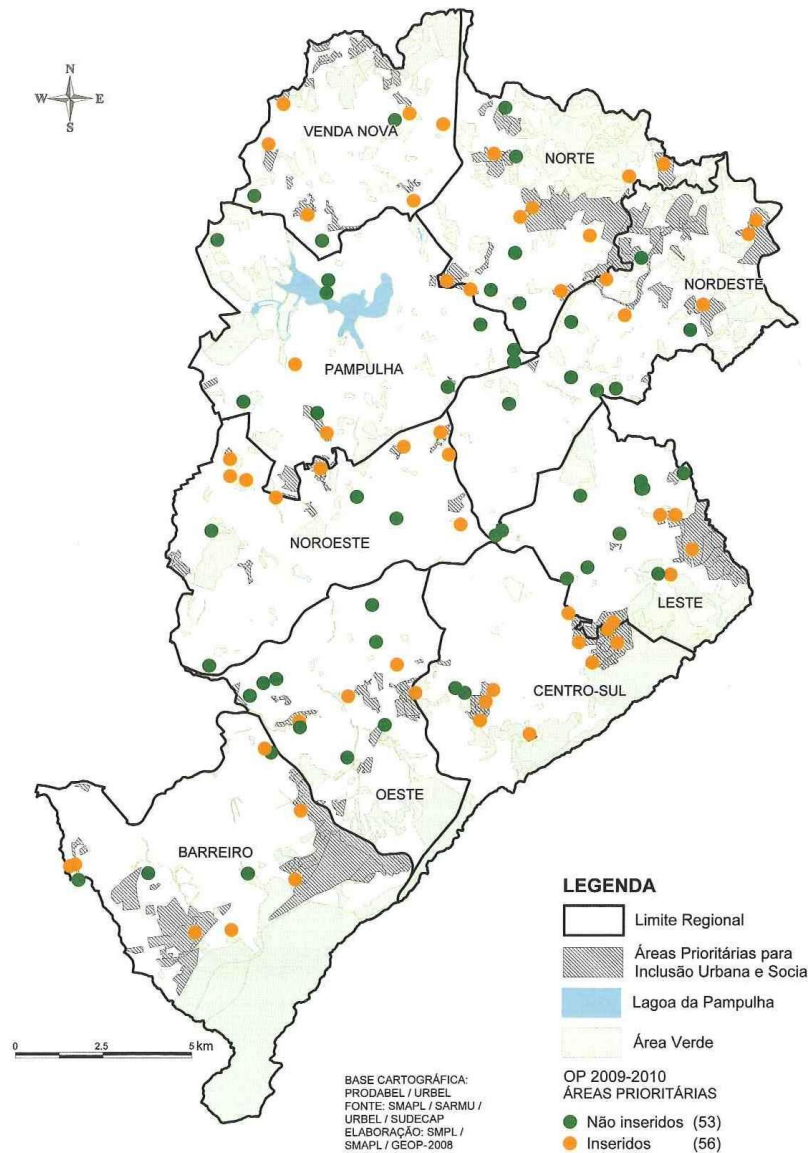 N
W E
S
VENDA NOVA
NORTE
NORDESTE
PAMPULHA
NOROESTE
LESTE
CENTRO-SUL
OESTE
BARREIRO
LEGENDA
Limite Regional
Áreas Prioritárias para
Inclusão Urbana e Socia
Lagoa da Pampulha
Área Verde
OP 2009-2010
ÁREAS PRIORITÁRIAS
Não inseridos (53)
Inseridos (56)
0 2.5 5 km
BASE CARTOGRÁFICA:
PRODABEL / URBEL
FONTE: SMAPL / SARMU /
URBEL / SUDECAP
ELABORAÇÃO: SMPL /
SMAPL / GEOP-2008